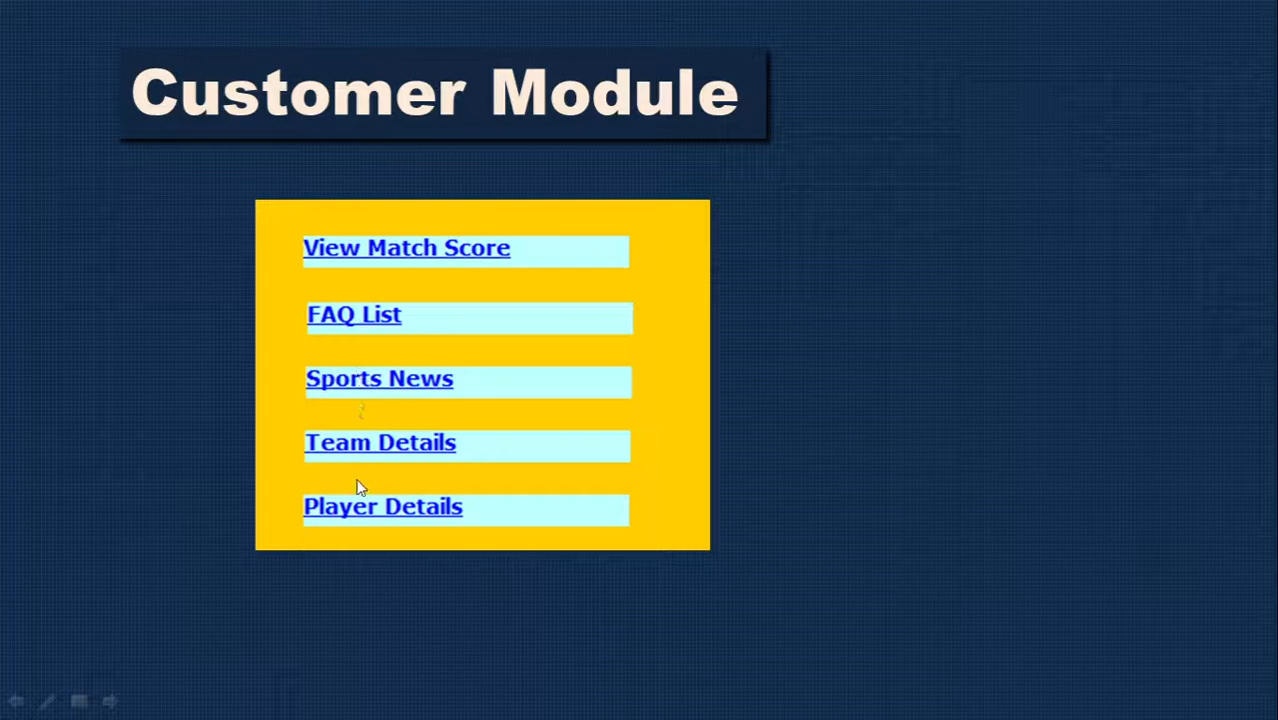 Customer Module
View Match Score
FAQ List
Sports News
Team Details
Player Details